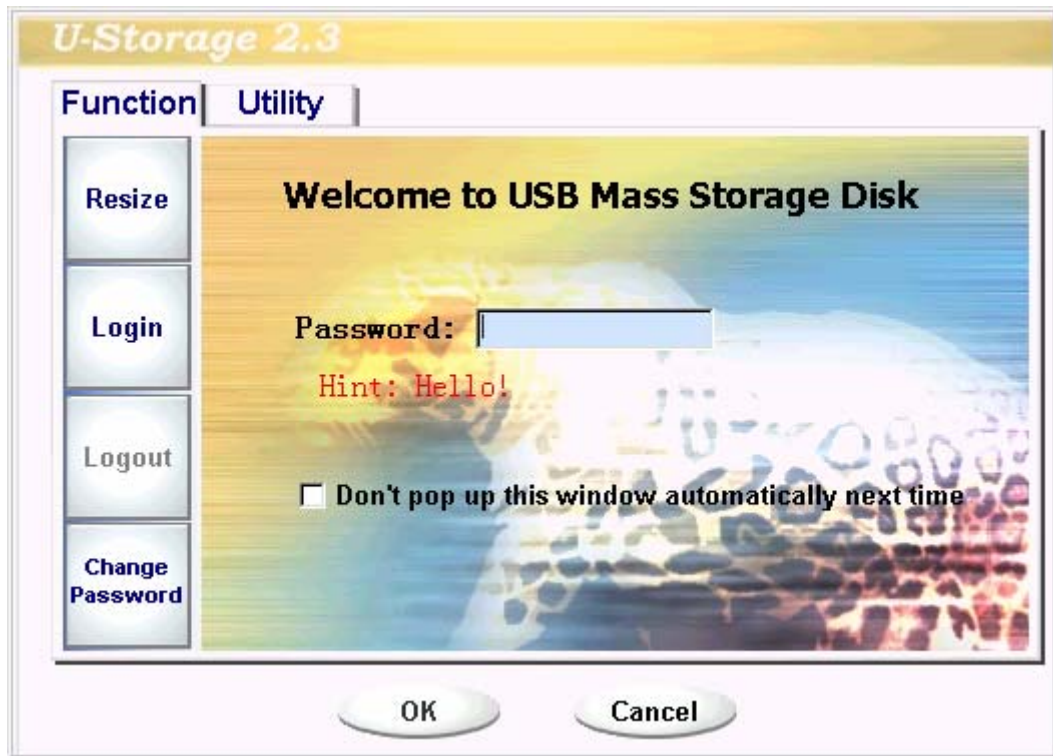 U-Storage 2.3
Function Utility
Resize
Welcome to USB Mass Storage Disk
Login
Password:
Hint: Hello!
Logout
Don't pop up this window automatically next time
Change
Password
OK Cancel